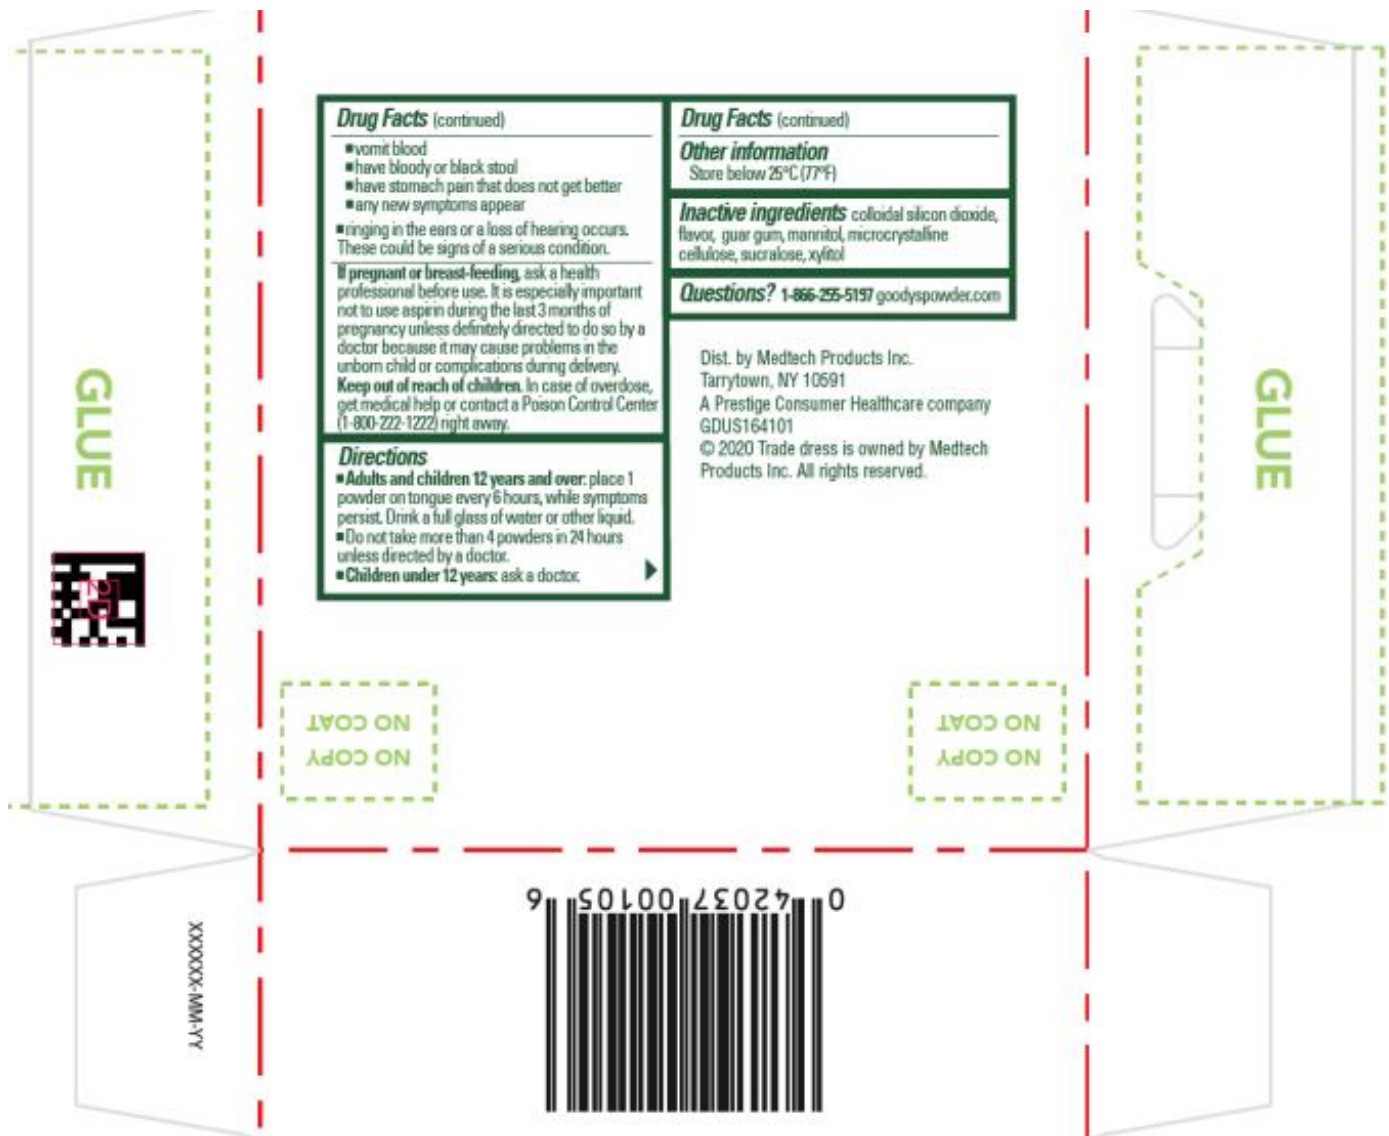 Drug Facts (continued)
■ vomit blood
■ have bloody or black stool
■ have stomach pain that does not get better
■ any new symptoms appear
■ ringing in the ears or a loss of hearing occurs.
These could be signs of a serious condition.
If pregnant or breast-feeding, ask a health
professional before use. It is especially important
not to use aspirin during the last 3 months of
pregnancy unless definitely directed to do so by a
doctor because it may cause problems in the
unborn child or complications during delivery.
Keep out of reach of children. In case of overdose,
get medical help or contact a Poison Control Center
(1-800-222-1222) right away.
Directions
■ Adults and children 12 years and over: place 1
powder on tongue every 6 hours, while symptoms
persist. Drink a full glass of water or other liquid.
■ Do not take more than 4 powders in 24 hours
unless directed by a doctor.
■ Children under 12 years: ask a doctor.
Drug Facts (continued)
Other information
Store below 25°C (77°F)
Inactive ingredients colloidal silicon dioxide,
flavor, guar gum, mannitol, microcrystalline
cellulose, sucralose, xylitol
Questions? 1-866-255-5197 goodyspowder.com
Dist. by Medtech Products Inc.
Tarrytown, NY 10591
A Prestige Consumer Healthcare company
GDUS164101
© 2020 Trade dress is owned by Medtech
Products Inc. All rights reserved.
GLUE
GLUE
2D
NO COPY
NO COAT
NO COPY
NO COAT
0 42037 00105 6
XXXXXX-MM-YY